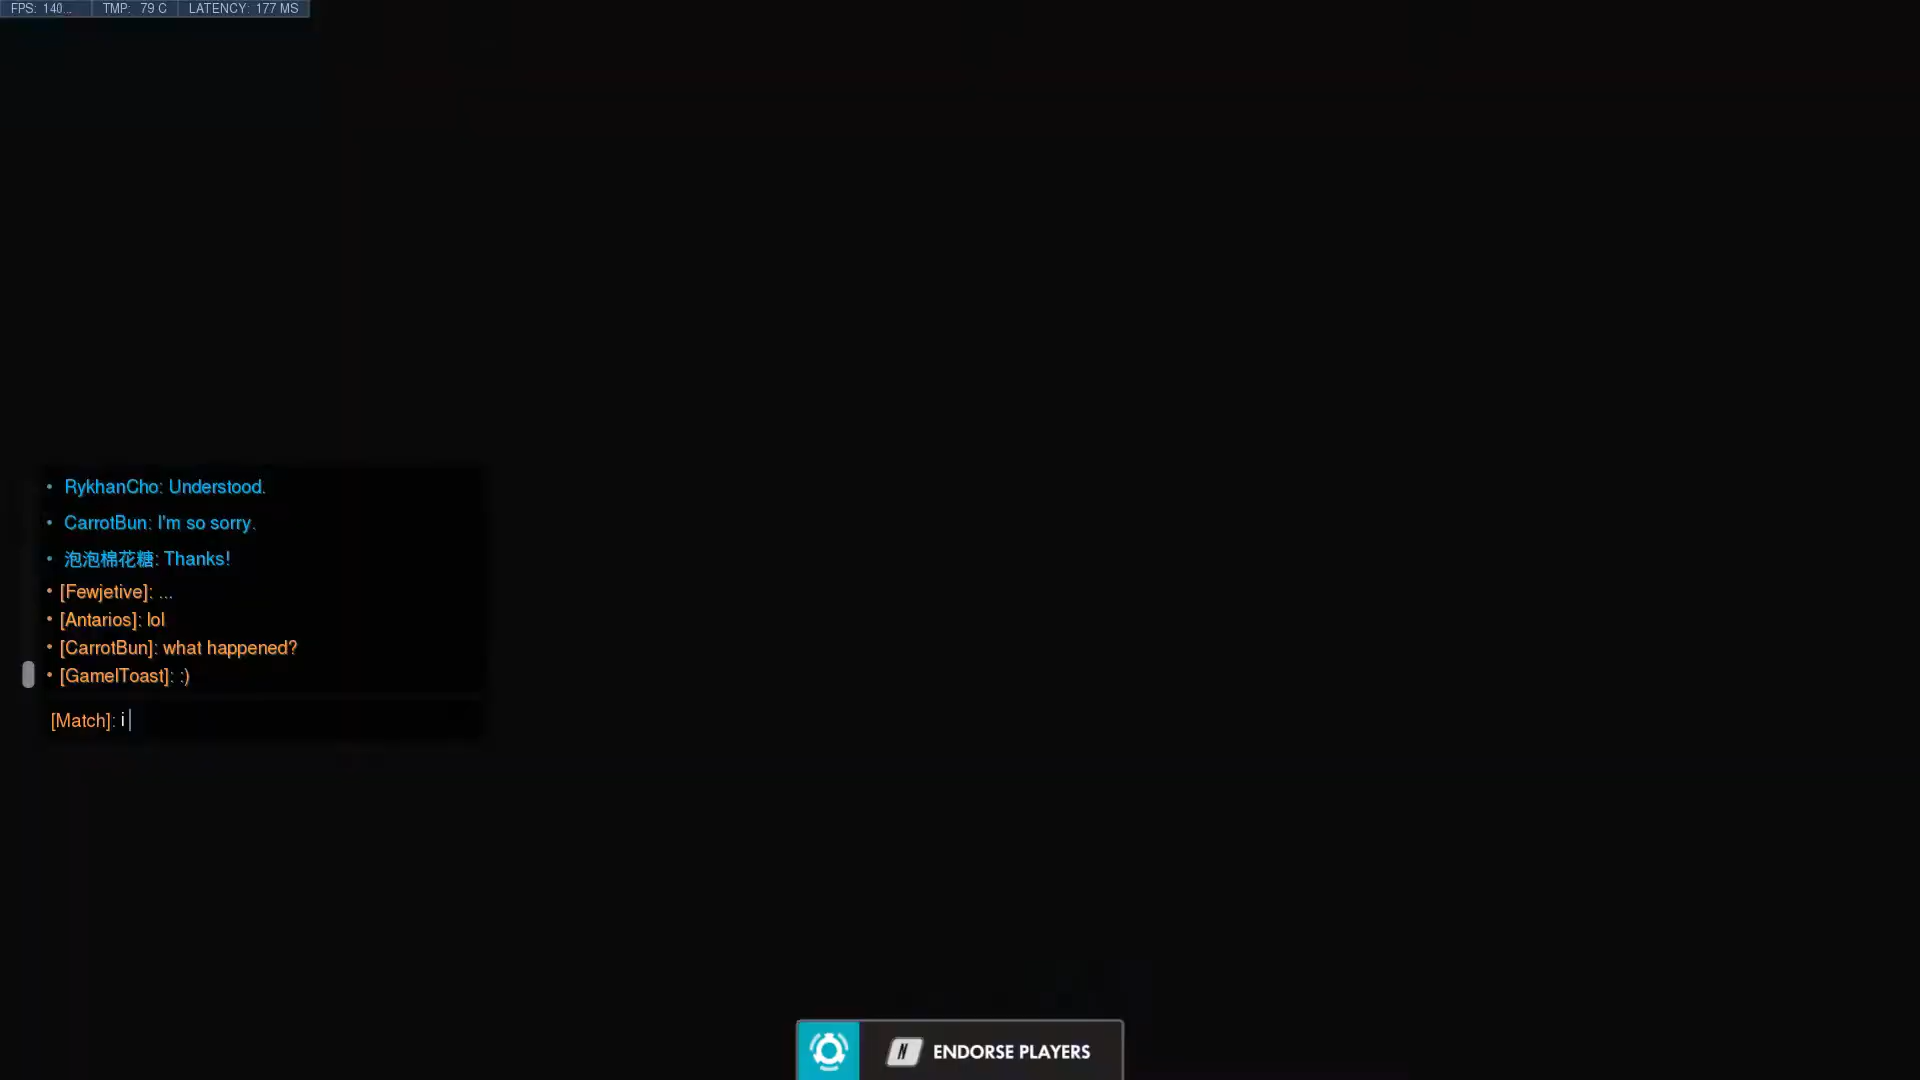 FPS: 140... TMP: 79 C LATENCY: 177 MS
• RykhanCho: Understood.
• CarrotBun: I'm so sorry.
• 泡泡棉花糖: Thanks!
• [Fewjetive]: ...
• [Antarios]: lol
• [CarrotBun]: what happened?
• [GamelToast]: :)
[Match]: i
N ENDORSE PLAYERS